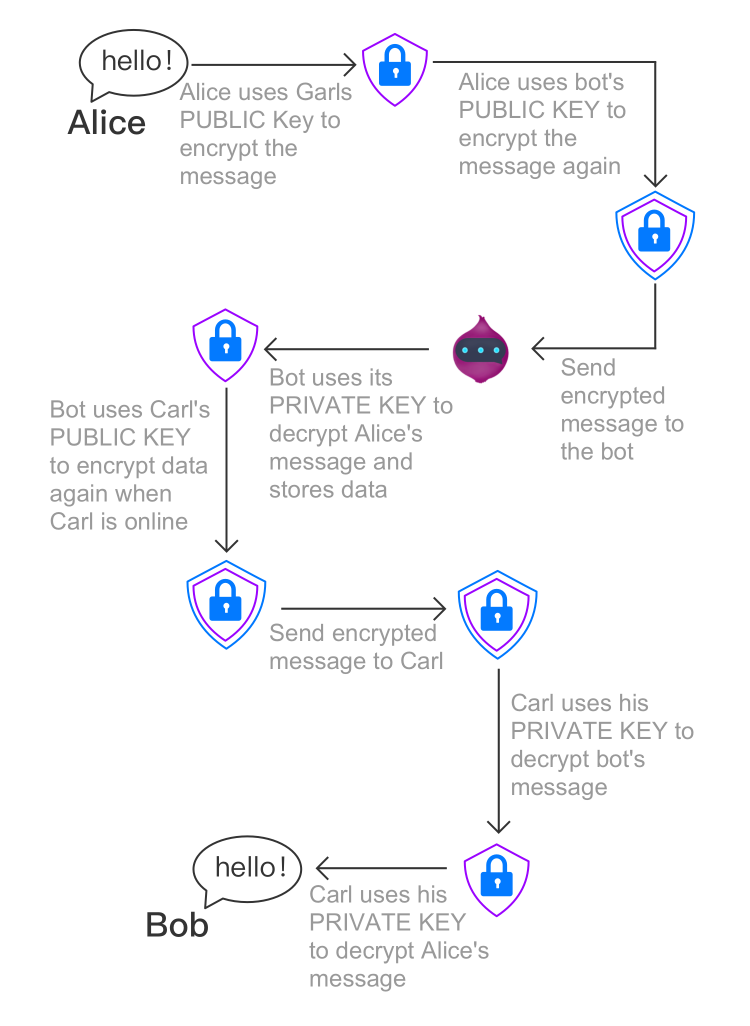 hello!
Alice
Alice uses Garls
PUBLIC Key to
encrypt the
message
Alice uses bot's
PUBLIC KEY to
encrypt the
message again
Send
encrypted
message to
the bot
Bot uses its
PRIVATE KEY to
decrypt Alice's
message and
stores data
Bot uses Carl's
PUBLIC KEY
to encrypt data
again when
Carl is online
Send encrypted
message to Carl
Carl uses his
PRIVATE KEY to
decrypt bot's
message
Carl uses his
PRIVATE KEY
to decrypt Alice's
message
hello!
Bob